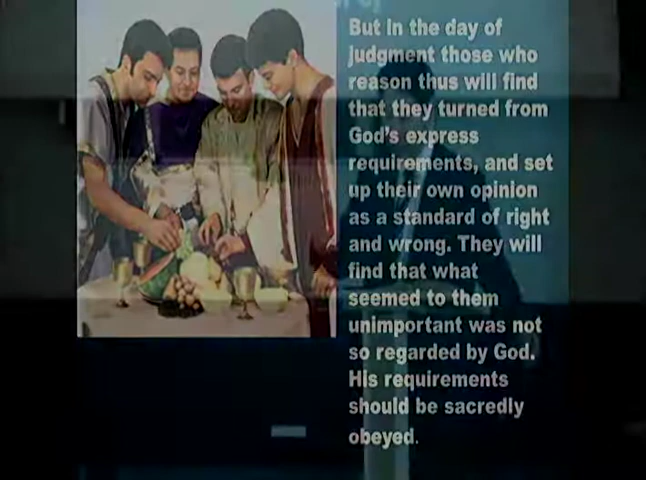 But in the day of
judgment those who
reason thus will find
that they turned from
God's express
requirements, and set
up their own opinion
as a standard of right
and wrong. They will
find that what
seemed to them
unimportant was not
so regarded by God.
His requirements
should be sacredly
obeyed.